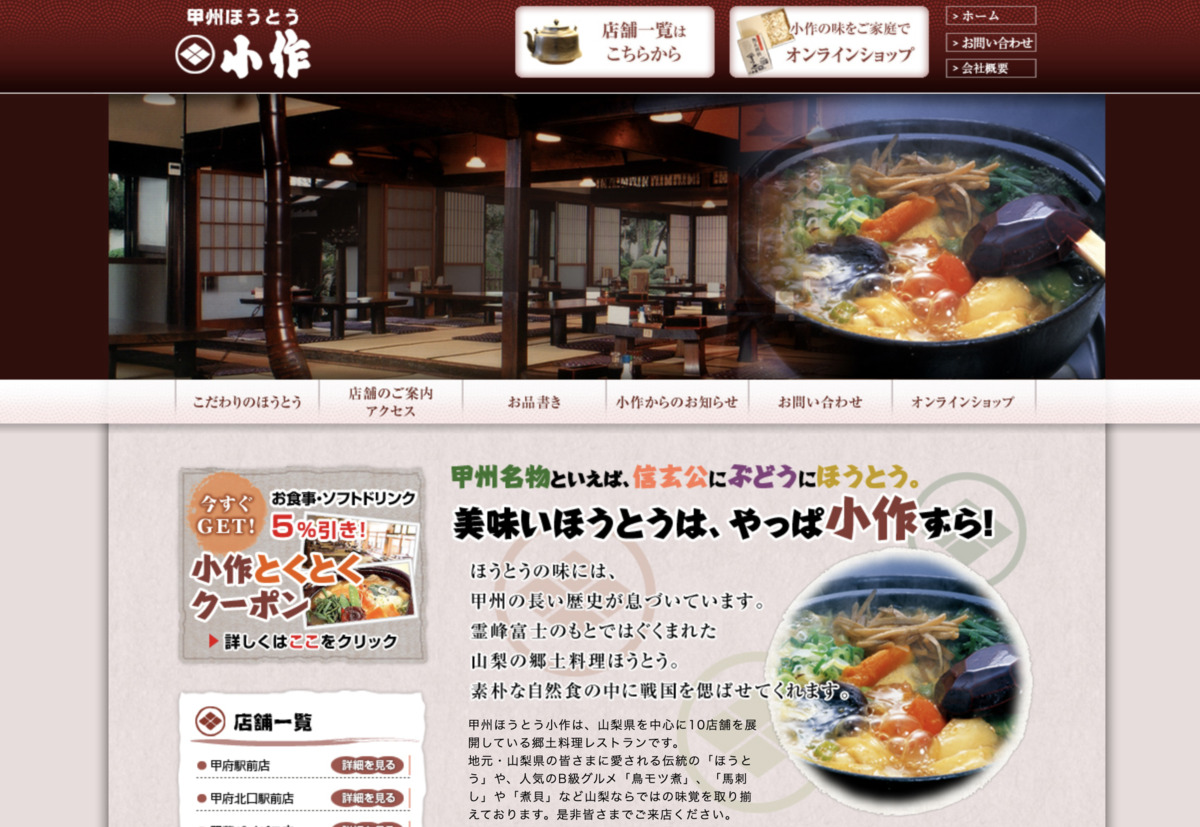 甲州ほうとう
小作
店舗一覧は
こちらから
小作の味をご家庭で
オンラインショップ
> ホーム
> お問い合わせ
> 会社概要
こだわりのほうとう
店舗のご案内
アクセス
お品書き
小作からのお知らせ
お問い合わせ
オンラインショップ
今すぐ
GET!
お食事・ソフトドリンク
5%引き!
小作とくとく
クーポン
詳しくはここをクリック
店舗一覧
甲府駅前店
詳細を見る
甲府北口駅前店
詳細を見る
甲州名物といえば、信玄公にぶどうにほうとう。
美味いほうとうは、やっぱ小作ずら!
ほうとうの味には、
甲州の長い歴史が息づいています。
霊峰富士のもとではぐくまれた
山梨の郷土料理ほうとう。
素朴な自然食の中に戦国を偲ばせてくれます。
甲州ほうとう小作は、山梨県を中心に10店舗を展
開している郷土料理レストランです。
地元・山梨県の皆さまに愛される伝統の「ほうと
う」や、人気のB級グルメ「鳥モツ煮」、「馬刺
し」や「煮貝」など山梨ならではの味覚を取り揃
えております。是非皆さまでご来店ください。